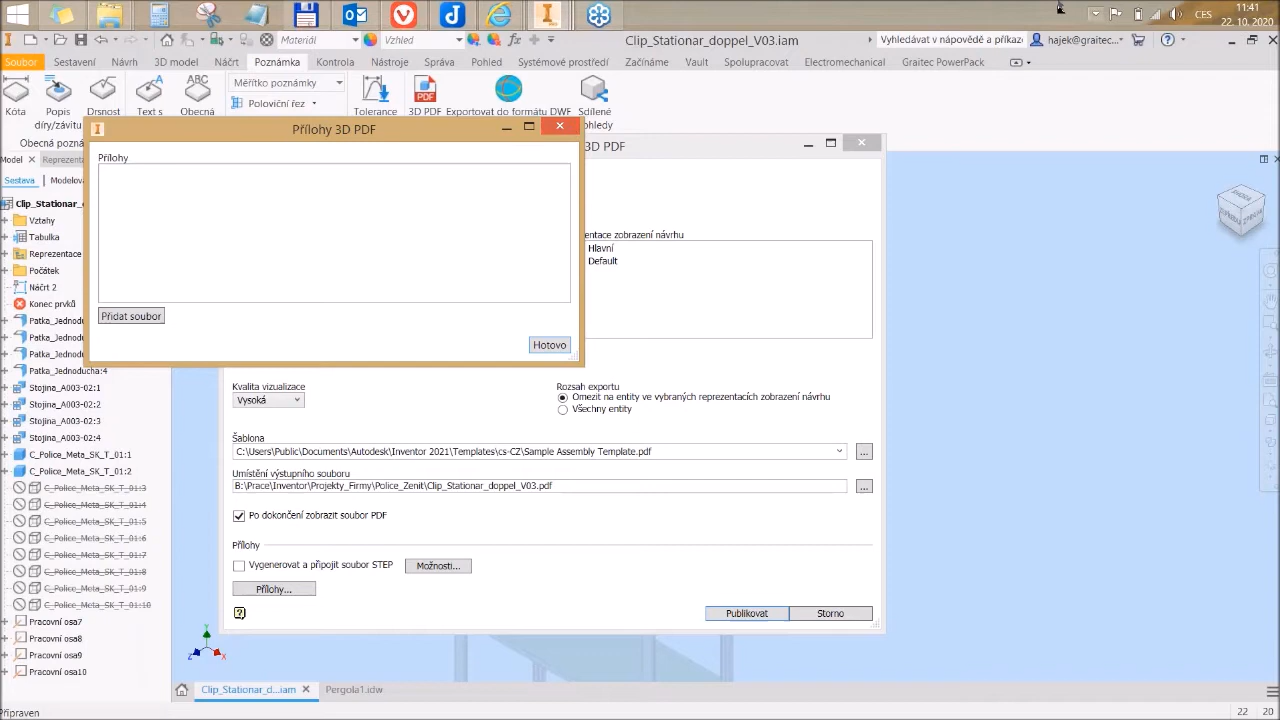 11:41
CES
22. 10. 2020
Materiál
Vzhled
Clip_Stationar_doppel_V03.iam
Vyhledávat v nápovědě a příkaz
hajek@graitec...
Soubor
Sestavení
Návrh
3D model
Náčrt
Poznámka
Kontrol
Nástroje
Správa
Pohled
Systémové prostředí
Začínáme
Vault
Spolupracovat
Electromechanical
Graitec PowerPack
Měřítko poznámky
Poloviční řez
Kóta
Popis
díry/závitu
Drsnost
Text s
Obecná
Tolerance
3D PDF
Exportovat do formátu DWF
Sdílené
ohledy
Obecná pozná
Přílohy 3D PDF
3D PDF
Přílohy
Přidat soubor
Hotovo
Model
Reprezenta
Sestava
Modelov
Clip_Stationar_d
Vztahy
Tabulka
Reprezentace
Počátek
Náčrt 2
Konec prvků
Patka_Jednodu
Patka_Jednodu
Patka_Jednodu
Patka_Jednoducha:4
Stojina_A003-02:1
Stojina_A003-02:2
Stojina_A003-02:3
Stojina_A003-02:4
C_Police_Meta_SK_T_01:1
C_Police_Meta_SK_T_01:2
C_Police_Meta_SK_T_01:3
C_Police_Meta_SK_T_01:4
C_Police_Meta_SK_T_01:5
C_Police_Meta_SK_T_01:6
C_Police_Meta_SK_T_01:7
C_Police_Meta_SK_T_01:8
C_Police_Meta_SK_T_01:9
C_Police_Meta_SK_T_01:10
Pracovní osa7
Pracovní osa8
Pracovní osa9
Pracovní osa10
entace zobrazení návrhu
Hlavní
Default
Kvalita vizualizace
Vysoká
Rozsah exportu
Omezit na entity ve vybraných reprezentacích zobrazení návrhu
Všechny entity
Šablona
C:\Users\Public\Documents\Autodesk\Inventor 2021\Templates\cs-CZ\Sample Assembly Template.pdf
...
Umístění výstupního souboru
B:\Prace\Inventor\Projekty_Firmy\Police_Zenit\Clip_Stationar_doppel_V03.pdf
...
Po dokončení zobrazit soubor PDF
Přílohy
Vygenerovat a připojit soubor STEP
Možnosti...
Přílohy...
Publikovat
Storno
Y
Z
X
Clip_Stationar_d...iam
Pergola1.idw
Připraven
22
20